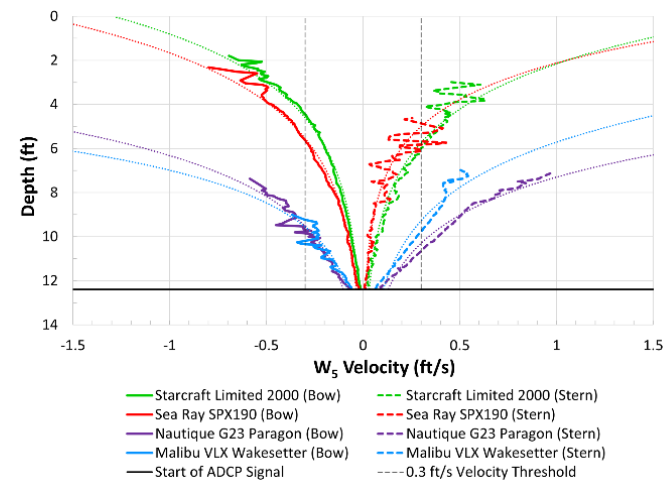 0
2
4
6
8
10
12
14
Depth (ft)
-1.5 -1 -0.5 0 0.5 1 1.5
W5 Velocity (ft/s)
Starcraft Limited 2000 (Bow) Starcraft Limited 2000 (Stern)
Sea Ray SPX190 (Bow) Sea Ray SPX190 (Stern)
Nautique G23 Paragon (Bow) Nautique G23 Paragon (Stern)
Malibu VLX Wakesetter (Bow) Malibu VLX Wakesetter (Stern)
Start of ADCP Signal 0.3 ft/s Velocity Threshold